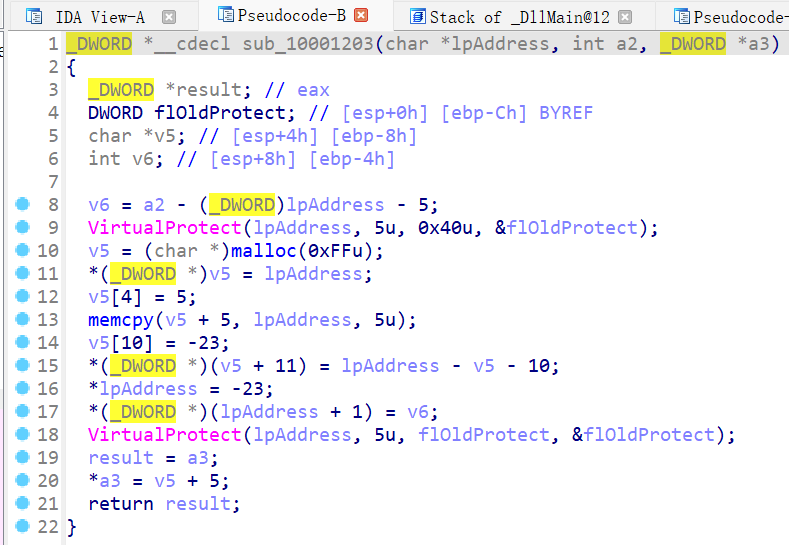 IDA View-A Pseudocode-B Stack of _DllMain@12 Pseudocode-
1 _DWORD *__cdecl sub_10001203(char *lpAddress, int a2, _DWORD *a3)
2 {
3 _DWORD *result; // eax
4 DWORD flOldProtect; // [esp+0h] [ebp-Ch] BYREF
5 char *v5; // [esp+4h] [ebp-8h]
6 int v6; // [esp+8h] [ebp-4h]
7
8 v6 = a2 - (_DWORD)lpAddress - 5;
9 VirtualProtect(lpAddress, 5u, 0x40u, &flOldProtect);
10 v5 = (char *)malloc(0xFFu);
11 *(_DWORD *)v5 = lpAddress;
12 v5[4] = 5;
13 memcpy(v5 + 5, lpAddress, 5u);
14 v5[10] = -23;
15 *(_DWORD *)(v5 + 11) = lpAddress - v5 - 10;
16 *lpAddress = -23;
17 *(_DWORD *)(lpAddress + 1) = v6;
18 VirtualProtect(lpAddress, 5u, flOldProtect, &flOldProtect);
19 result = a3;
20 *a3 = v5 + 5;
21 return result;
22 }